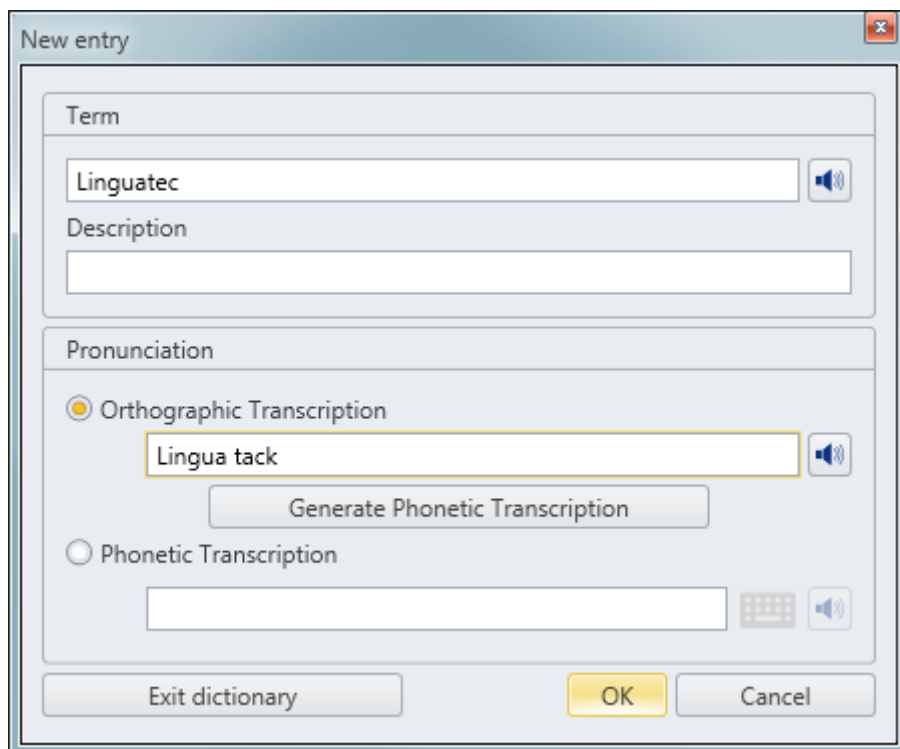 New entry
Term
Linguatec
Description
Pronunciation
Orthographic Transcription
Lingua tack
Generate Phonetic Transcription
Phonetic Transcription
Exit dictionary OK Cancel